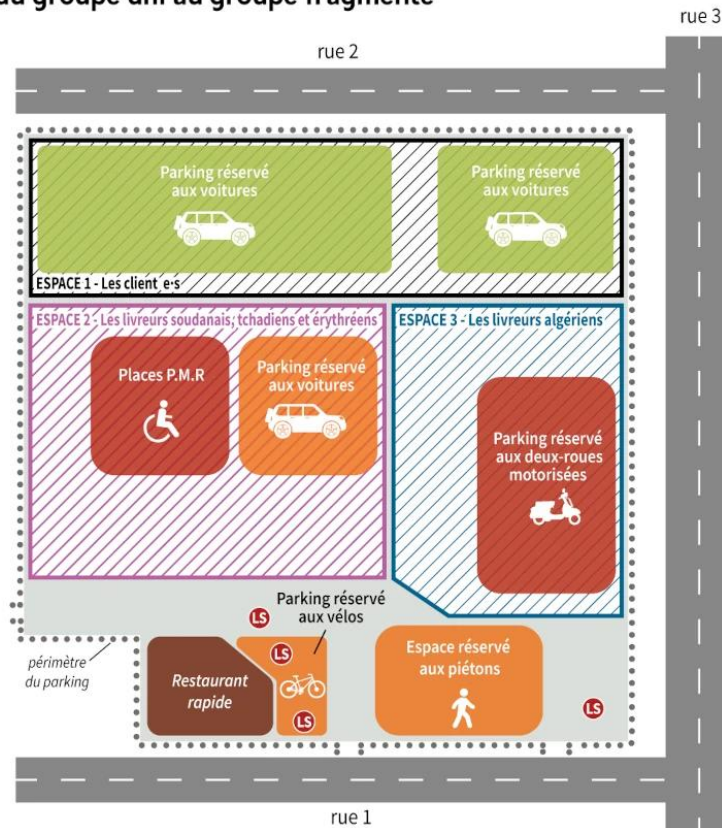 du groupe uni au groupe fragmenté
rue 3
rue 2
Parking réservé
aux voitures
Parking réservé
aux voitures
ESPACE 1 - Les client e·s
ESPACE 2 - Les livreurs soudanais, tchadiens et érythréens
ESPACE 3 - Les livreurs algériens
Places P.M.R
Parking réservé
aux voitures
Parking réservé
aux deux-roues
motorisées
Parking réservé
aux vélos
LS
LS
LS
LS
Espace réservé
aux piétons
Restaurant
rapide
périmètre
du parking
rue 1